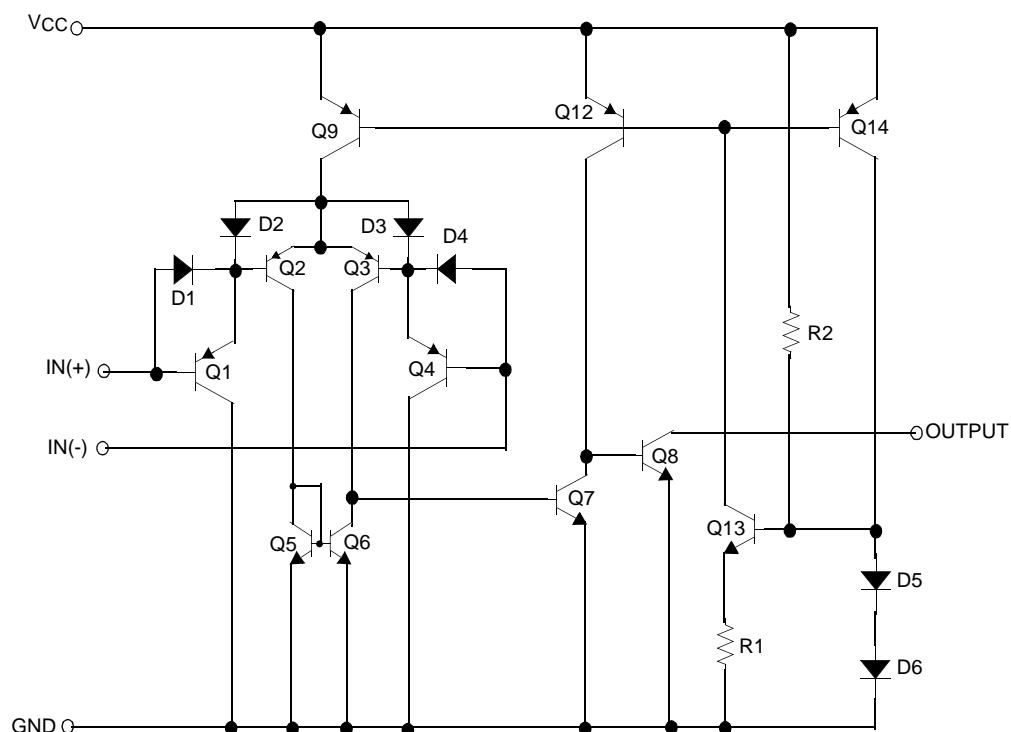 VCC
Q9
Q12
Q14
D2
D3
D4
Q2
Q3
D1
R2
IN(+)
Q1
Q4
OUTPUT
IN(-)
Q8
Q7
Q13
Q5
Q6
D5
R1
D6
GND